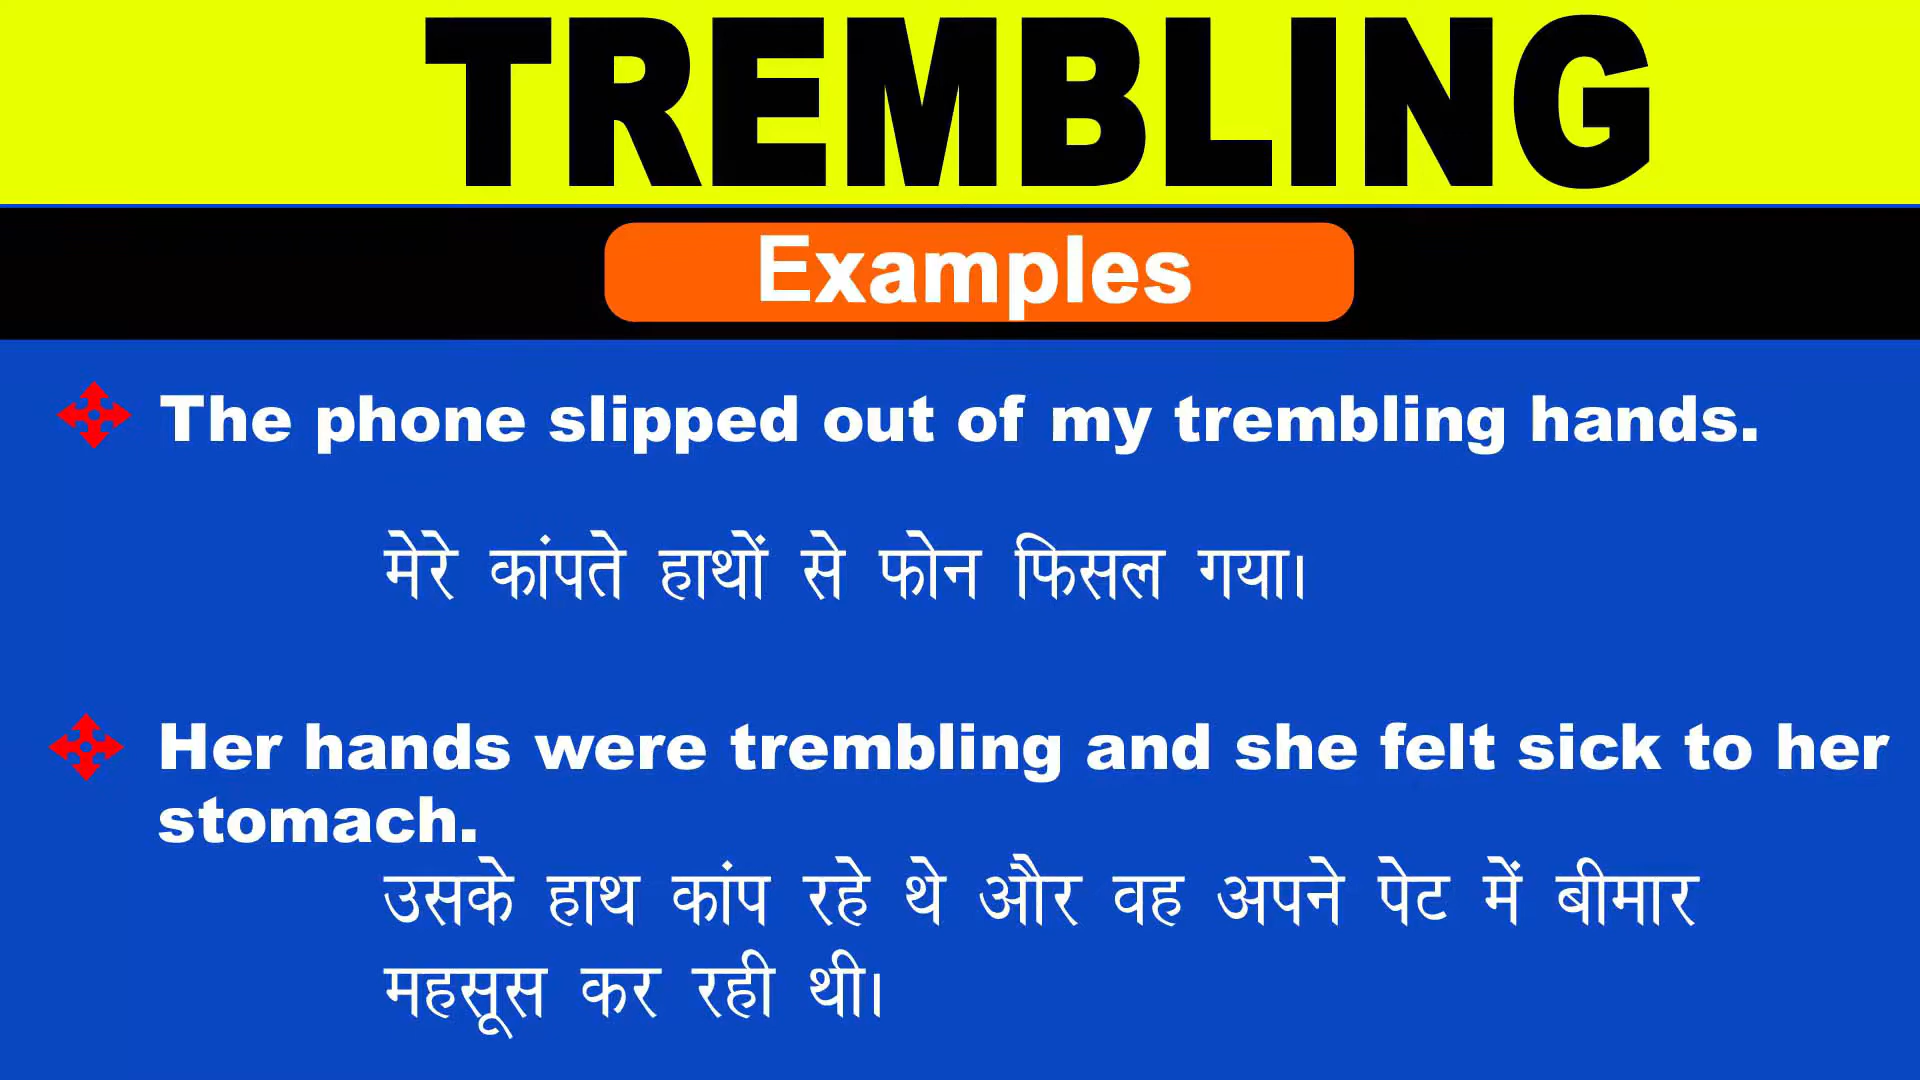 TREMBLING
Examples
The phone slipped out of my trembling hands.
मेरे कांपते हाथों से फोन फिसल गया।
Her hands were trembling and she felt sick to her
stomach.
उसके हाथ कांप रहे थे और वह अपने पेट में बीमार
महसूस कर रही थी।